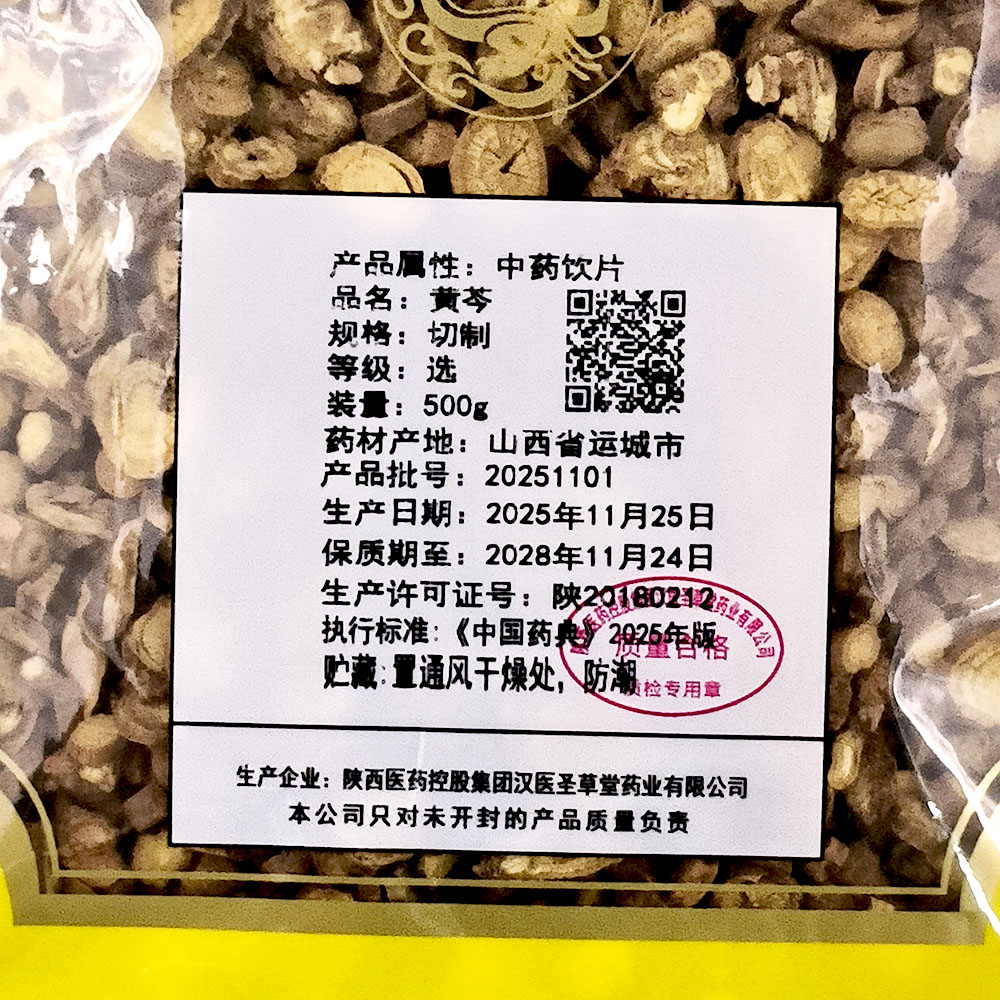 产品属性：中药饮片
品名：黄芩
规格：切制
等级：选
装量：500g
药材产地：山西省运城市
产品批号：20251101
生产日期：2025年11月25日
保质期至：2028年11月24日
生产许可证号：陕20180212
执行标准:《中国药典》2025年版
贮藏:置通风干燥处，防潮
质量合格
质检专用章
生产企业：陕西医药控股集团汉医圣草堂药业有限公司
本公司只对未开封的产品质量负责